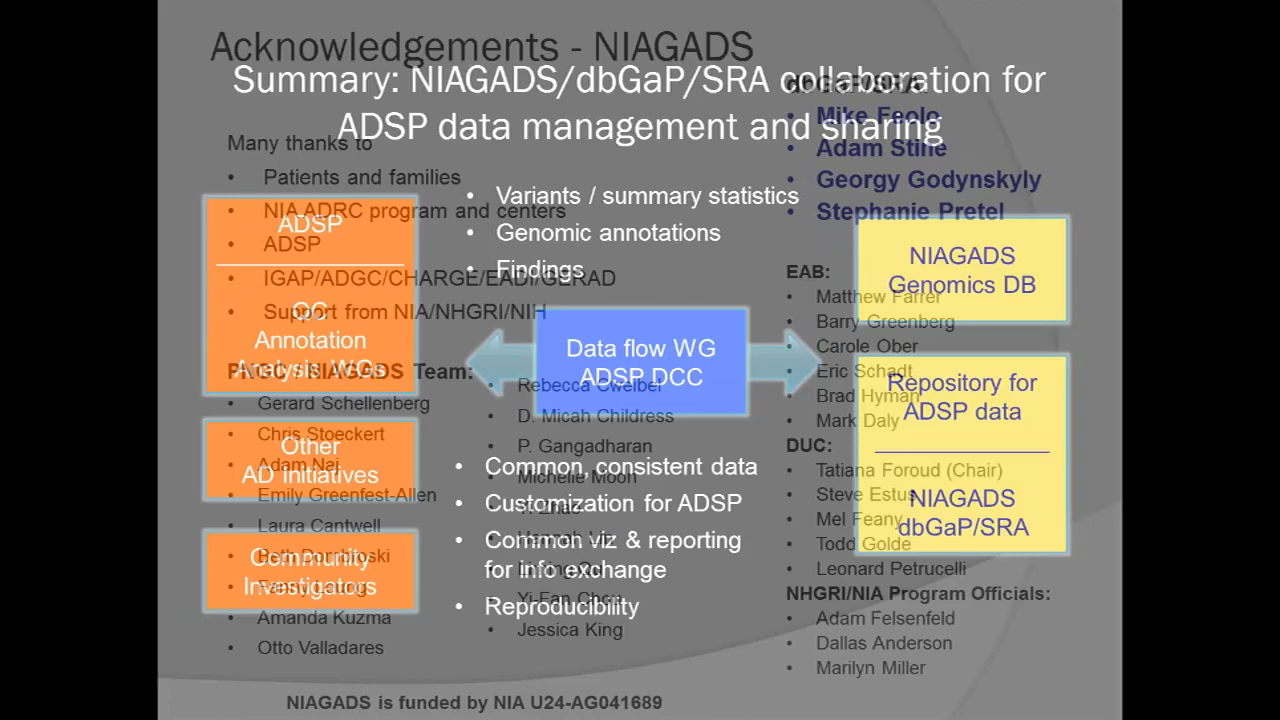 Acknowledgements - NIAGADS
Many thanks to
• Patients and families
• NIA ADRC program and centers
• ADSP
• IGAP/ADGC/CHARGE/EADI/GERAD
• Support from NIA/NHGRI/NIH
NIAGADS Team:
• Gerard Schellenberg
• Chris Stoeckert
• Adam Naj
• Emily Greenfest-Allen
• Laura Cantwell
• Beth
• Fanny
• Amanda Kuzma
• Otto Valladares
• Rebecca
• D. Micah Childress
• P. Gangadharan
• Michelle Moon
• Jessica King
dbGaP/SRA:
• Mike Feolo
• Adam Stine
• Georgy Godynskyly
• Stephanie Pretel
EAB:
• Matthew Farrer
• Barry Greenberg
• Carole Ober
• Eric Schadt
• Brad Hyman
• Mark Daly
DUC:
• Tatiana Foroud (Chair)
• Steve Estus
• Mel Feany
• Todd Golde
• Leonard Petrucelli
NHGRI/NIA Program Officials:
• Adam Felsenfeld
• Dallas Anderson
• Marilyn Miller
NIAGADS is funded by NIA U24-AG041689
Summary: NIAGADS/dbGaP/SRA collaboration for
ADSP data management and sharing
ADSP
QC
Annotation
Analysis WGs
Other
AD Initiatives
Community
Investigators
• Variants / summary statistics
• Genomic annotations
• Findings
Data flow WG
ADSP DCC
• Common, consistent data
• Customization for ADSP
• Common viz & reporting
for info exchange
• Reproducibility
NIAGADS
Genomics DB
Repository for
ADSP data
NIAGADS
dbGaP/SRA